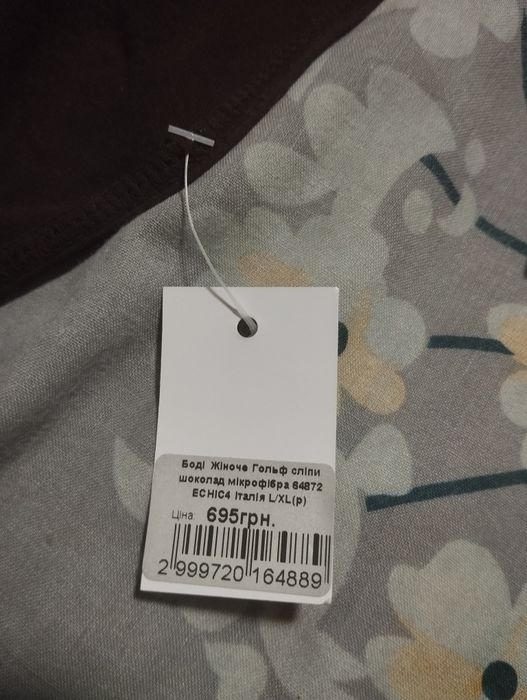 Боді Жіноче Гольф сліпи
шоколад мікрофібра 64872
ECHIC4 Італія L/XL(р)
Ціна: 695грн.
2 999720 164889